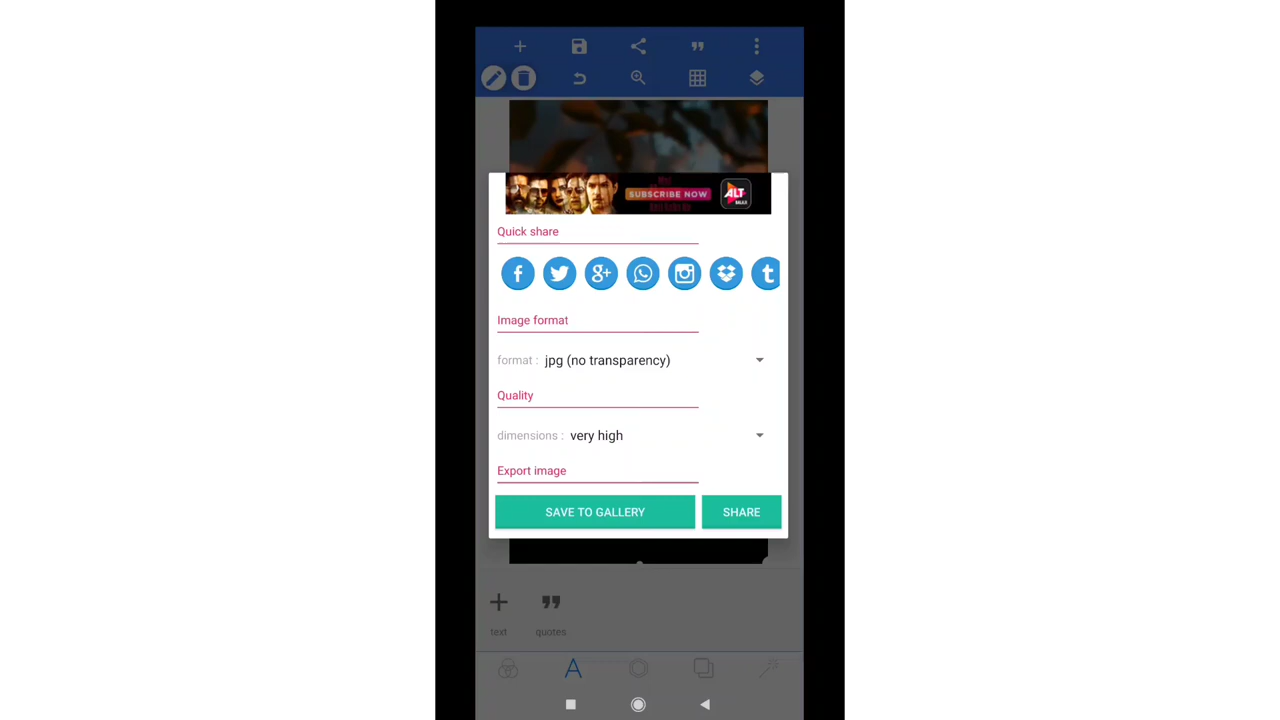 SUBSCRIBE NOW
ALT
BALAJI
Quick share
Image format
format : jpg (no transparency)
Quality
dimensions : very high
Export image
SAVE TO GALLERY
SHARE
text
quotes